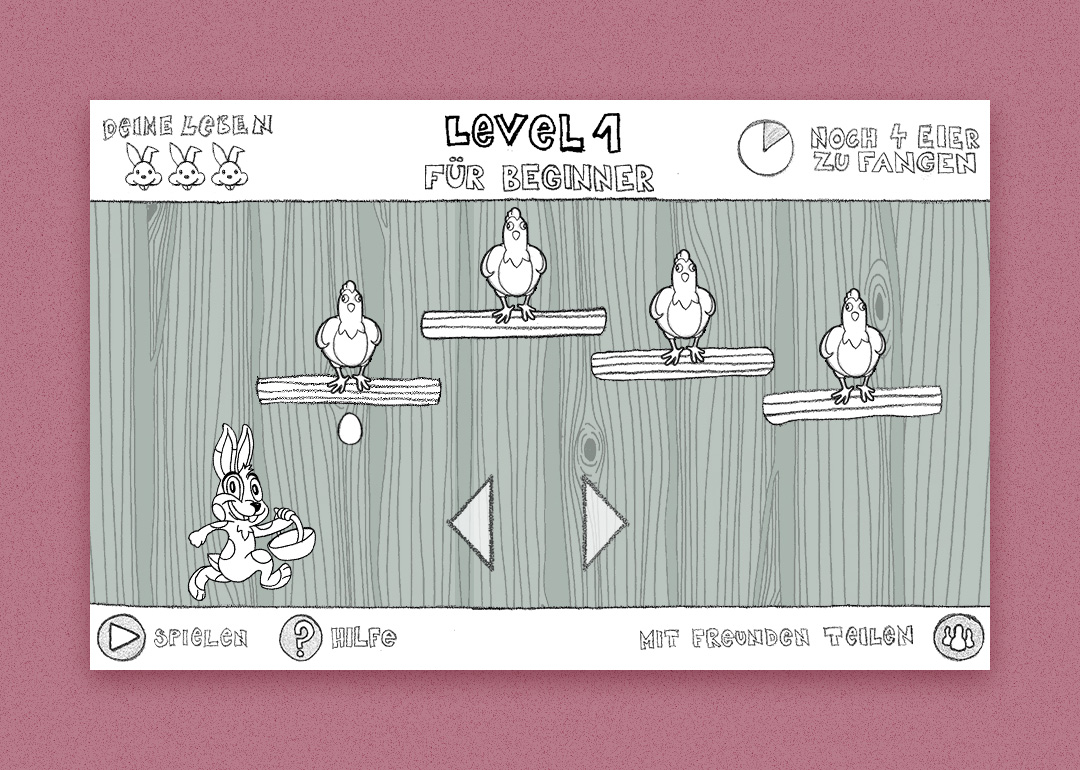 DEINE LEBEN
LEVEL 1
FÜR BEGINNER
NOCH 4 EIER
ZU FANGEN
SPIELEN
? HILFE
MIT FREUNDEN TEILEN